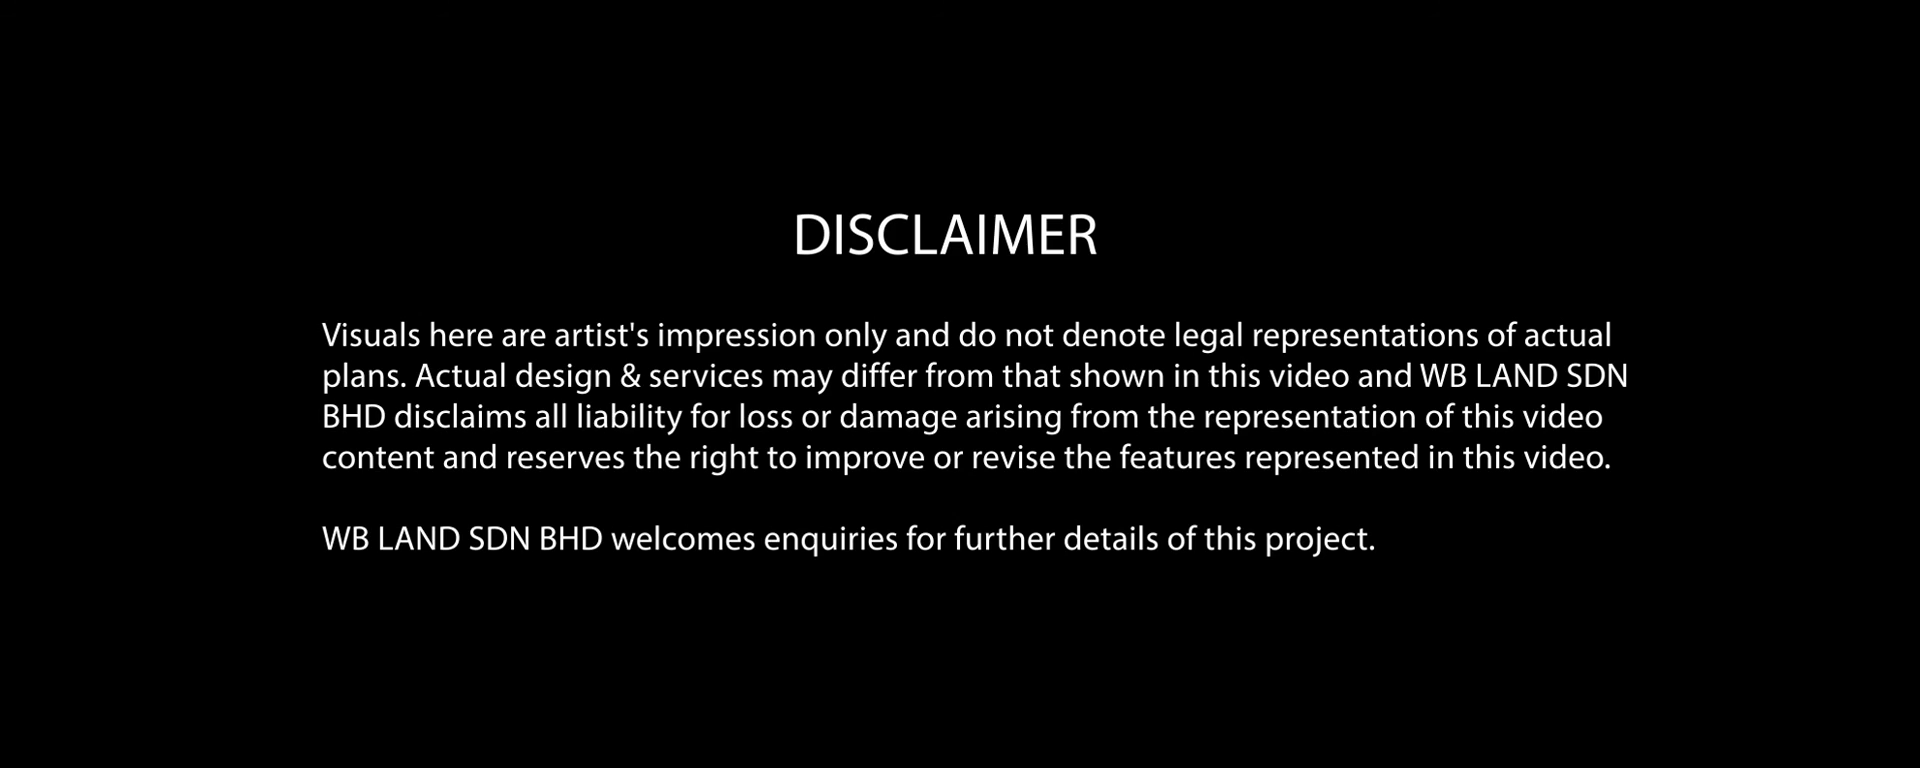 DISCLAIMER
Visuals here are artist's impression only and do not denote legal representations of actual
plans. Actual design & services may differ from that shown in this video and WB LAND SDN
BHD disclaims all liability for loss or damage arising from the representation of this video
content and reserves the right to improve or revise the features represented in this video.
WB LAND SDN BHD welcomes enquiries for further details of this project.